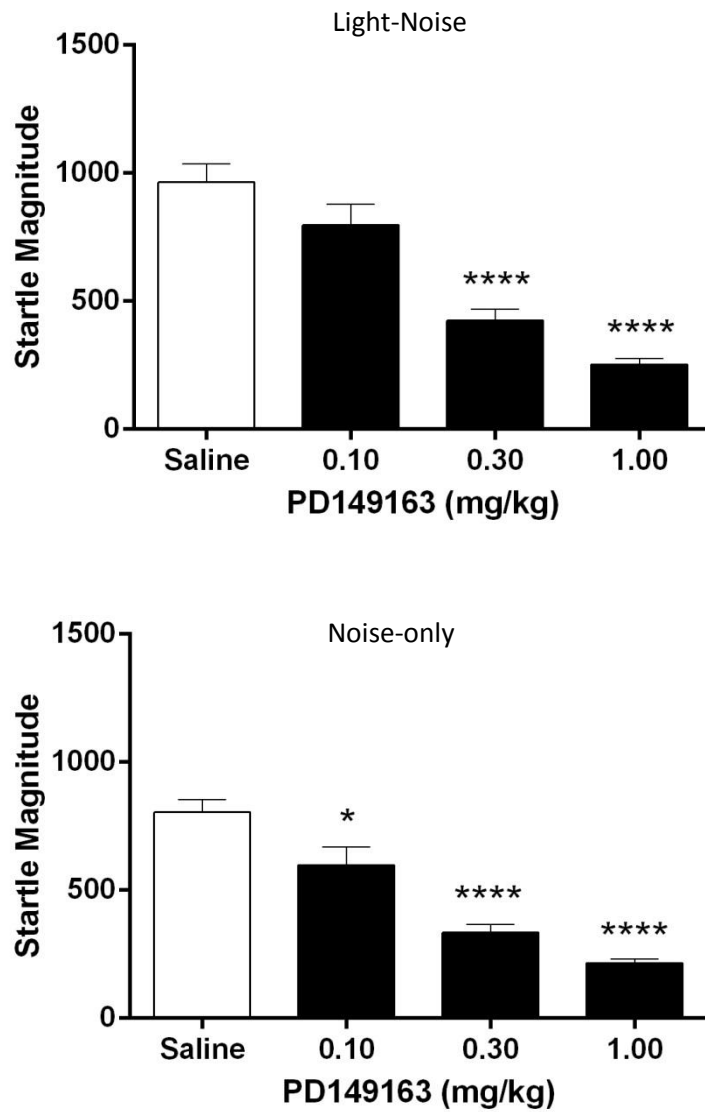 Light-Noise
1500
1000
500
0
Startle Magnitude
****
****
Saline 0.10 0.30 1.00
PD149163 (mg/kg)
Noise-only
1500
1000
500
0
Startle Magnitude
*
****
****
Saline 0.10 0.30 1.00
PD149163 (mg/kg)